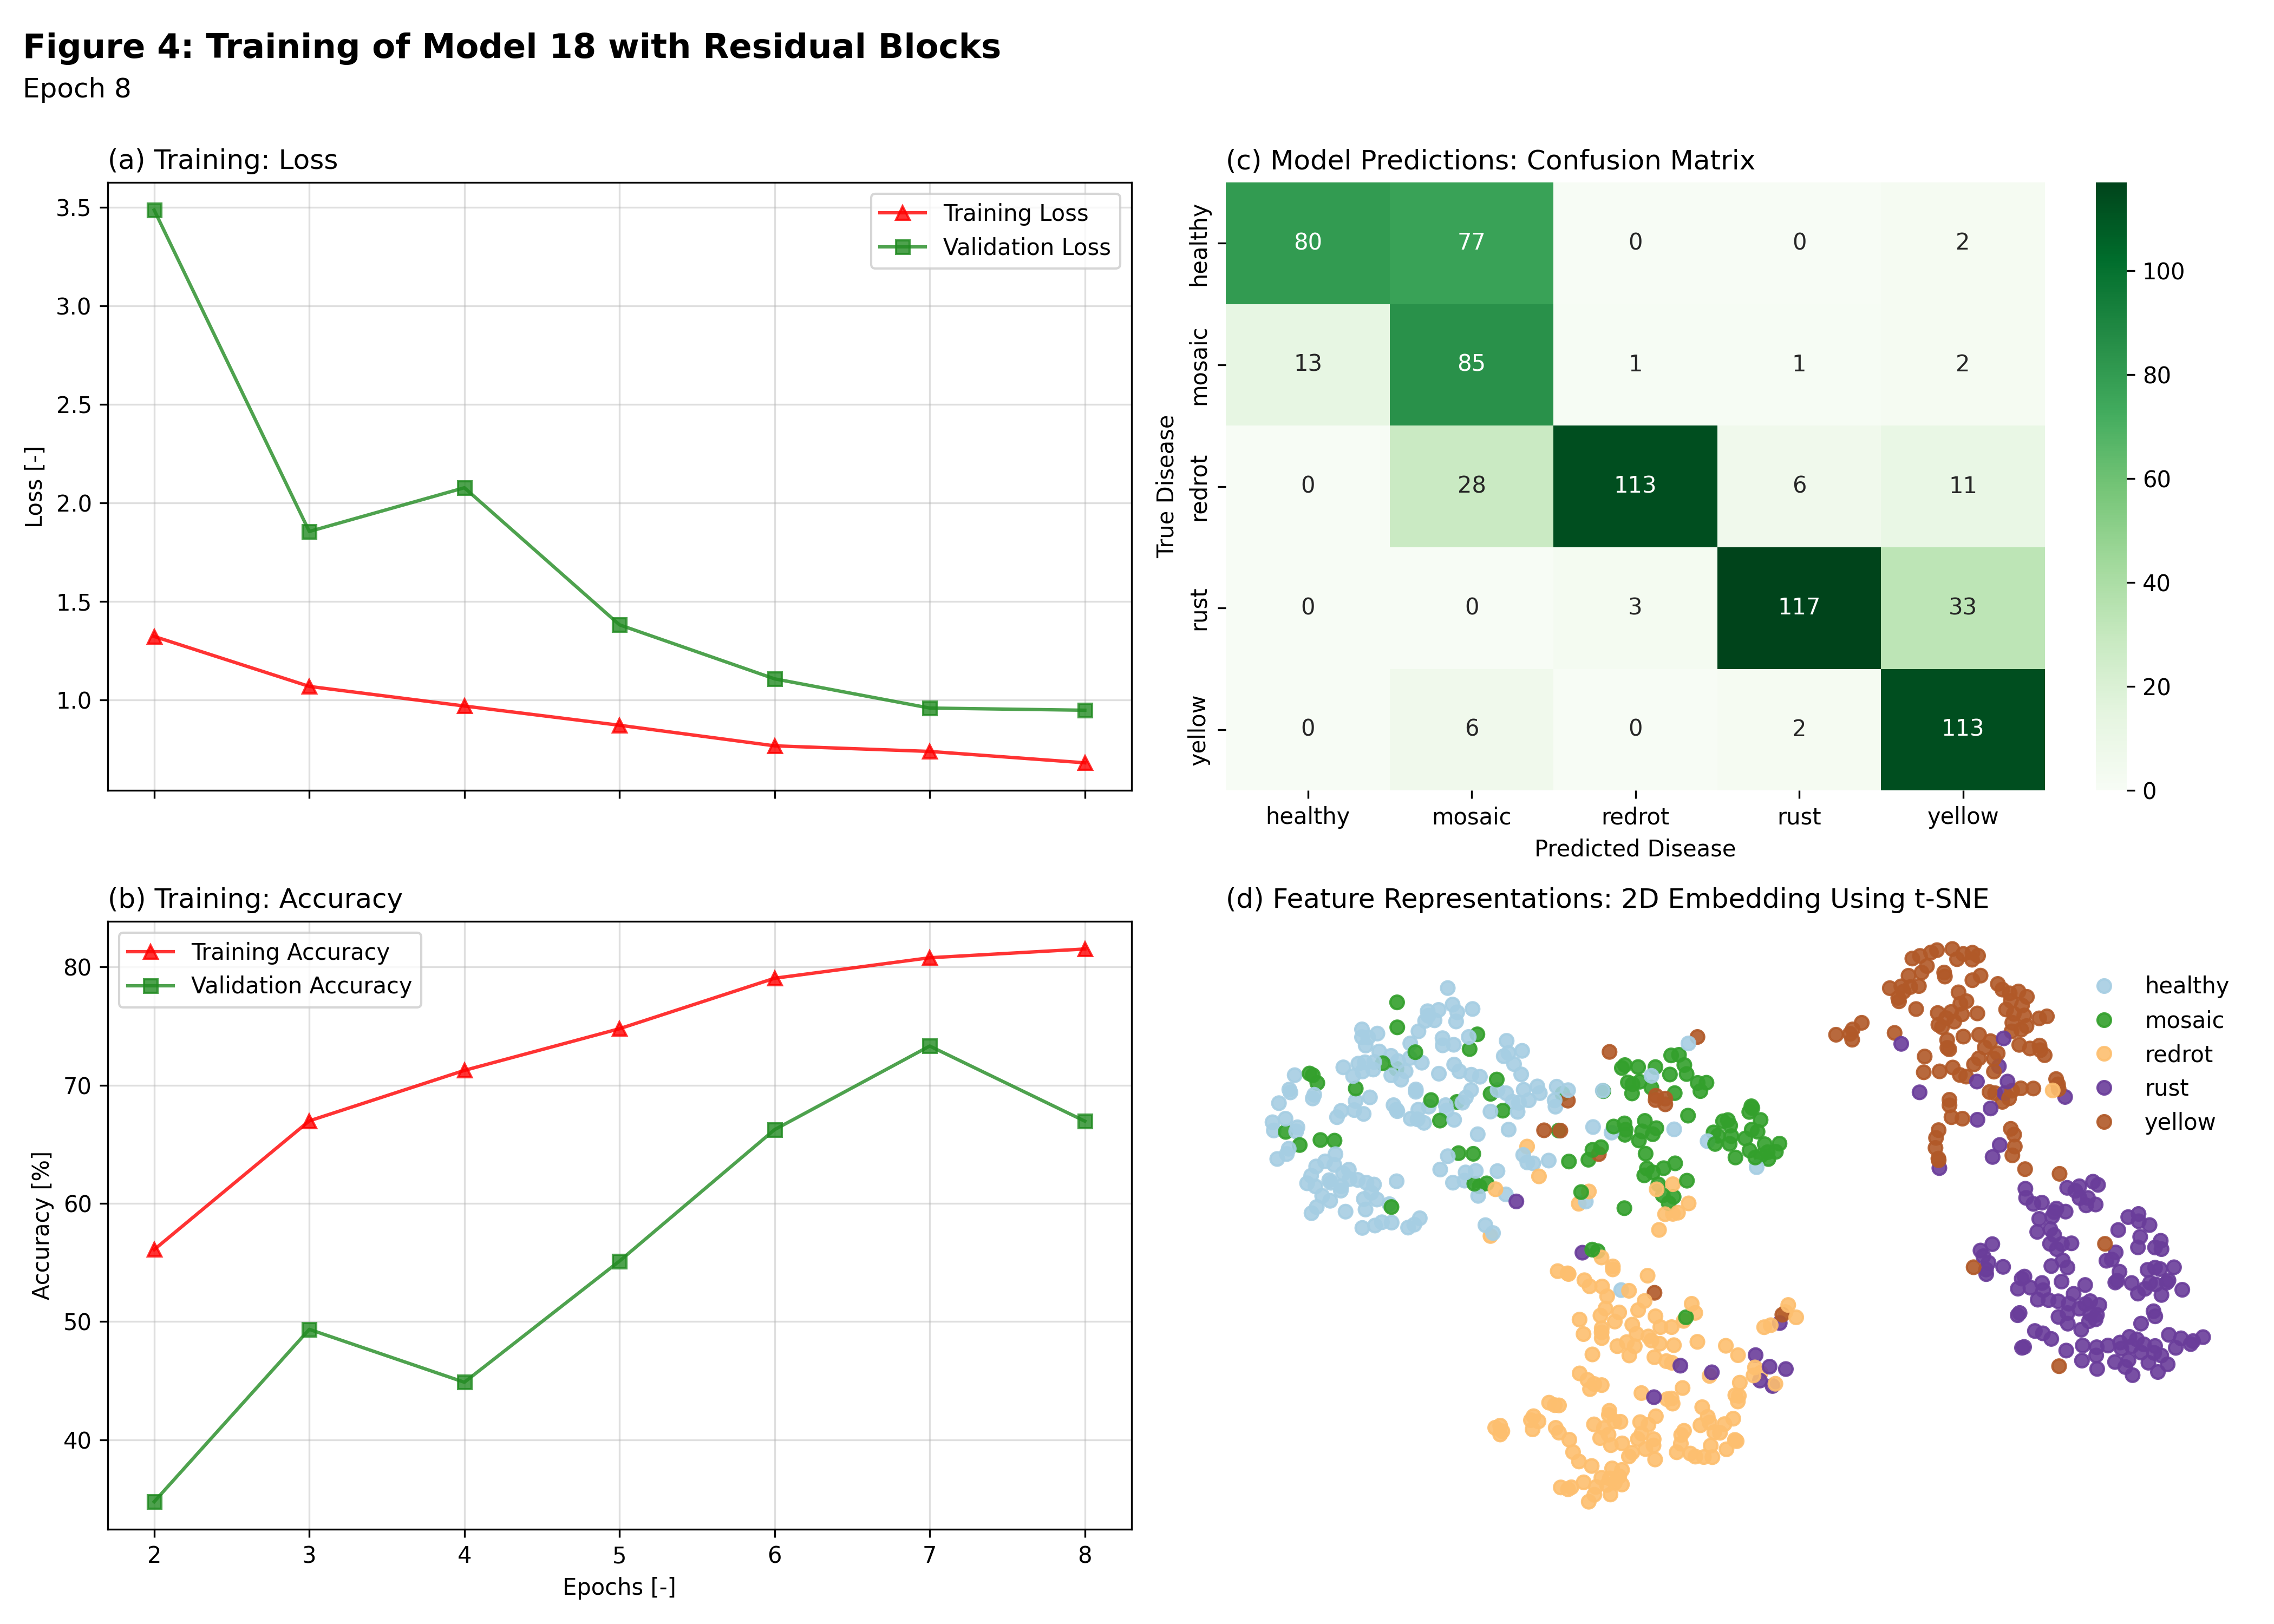 Figure 4: Training of Model 18 with Residual Blocks
Epoch 8
(a) Training: Loss
3.5
3.0
2.5
2.0
1.5
1.0
Loss [-]
Training Loss
Validation Loss
(b) Training: Accuracy
80
70
60
50
40
Accuracy [%]
Training Accuracy
Validation Accuracy
2 3 4 5 6 7 8
Epochs [-]
(c) Model Predictions: Confusion Matrix
True Disease
healthy 80 77 0 0 2
mosaic 13 85 1 1 2
redrot 0 28 113 6 11
rust 0 0 3 117 33
yellow 0 6 0 2 113
healthy mosaic redrot rust yellow
Predicted Disease
100
80
60
40
20
0
(d) Feature Representations: 2D Embedding Using t-SNE
healthy
mosaic
redrot
rust
yellow